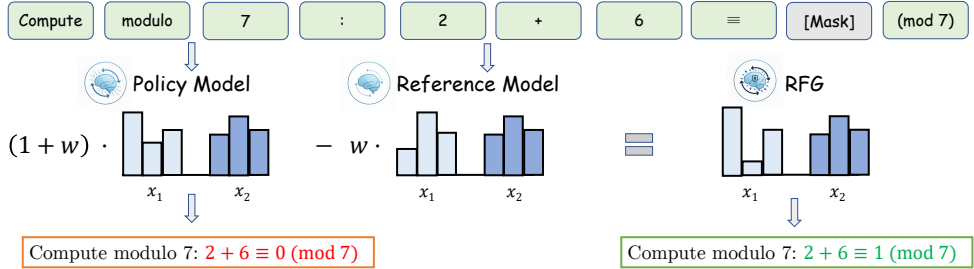 Compute modulo 7 : 2 + 6 ≡ [Mask] (mod 7)
Policy Model Reference Model RFG
(1 + w) · − w · =
x₁ x₂ x₁ x₂ x₁ x₂
Compute modulo 7: 2 + 6 ≡ 0 (mod 7) Compute modulo 7: 2 + 6 ≡ 1 (mod 7)